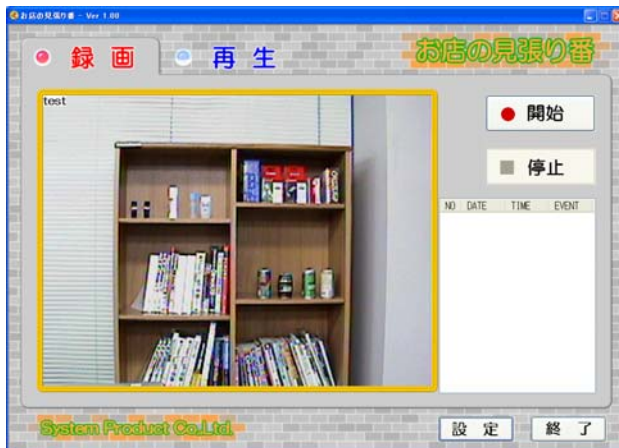 お店の見張り番 - Ver 1.00
録画
再生
お店の見張り番
test
開始
停止
NO DATE TIME EVENT
System Product Co.,Ltd.
設定
終了